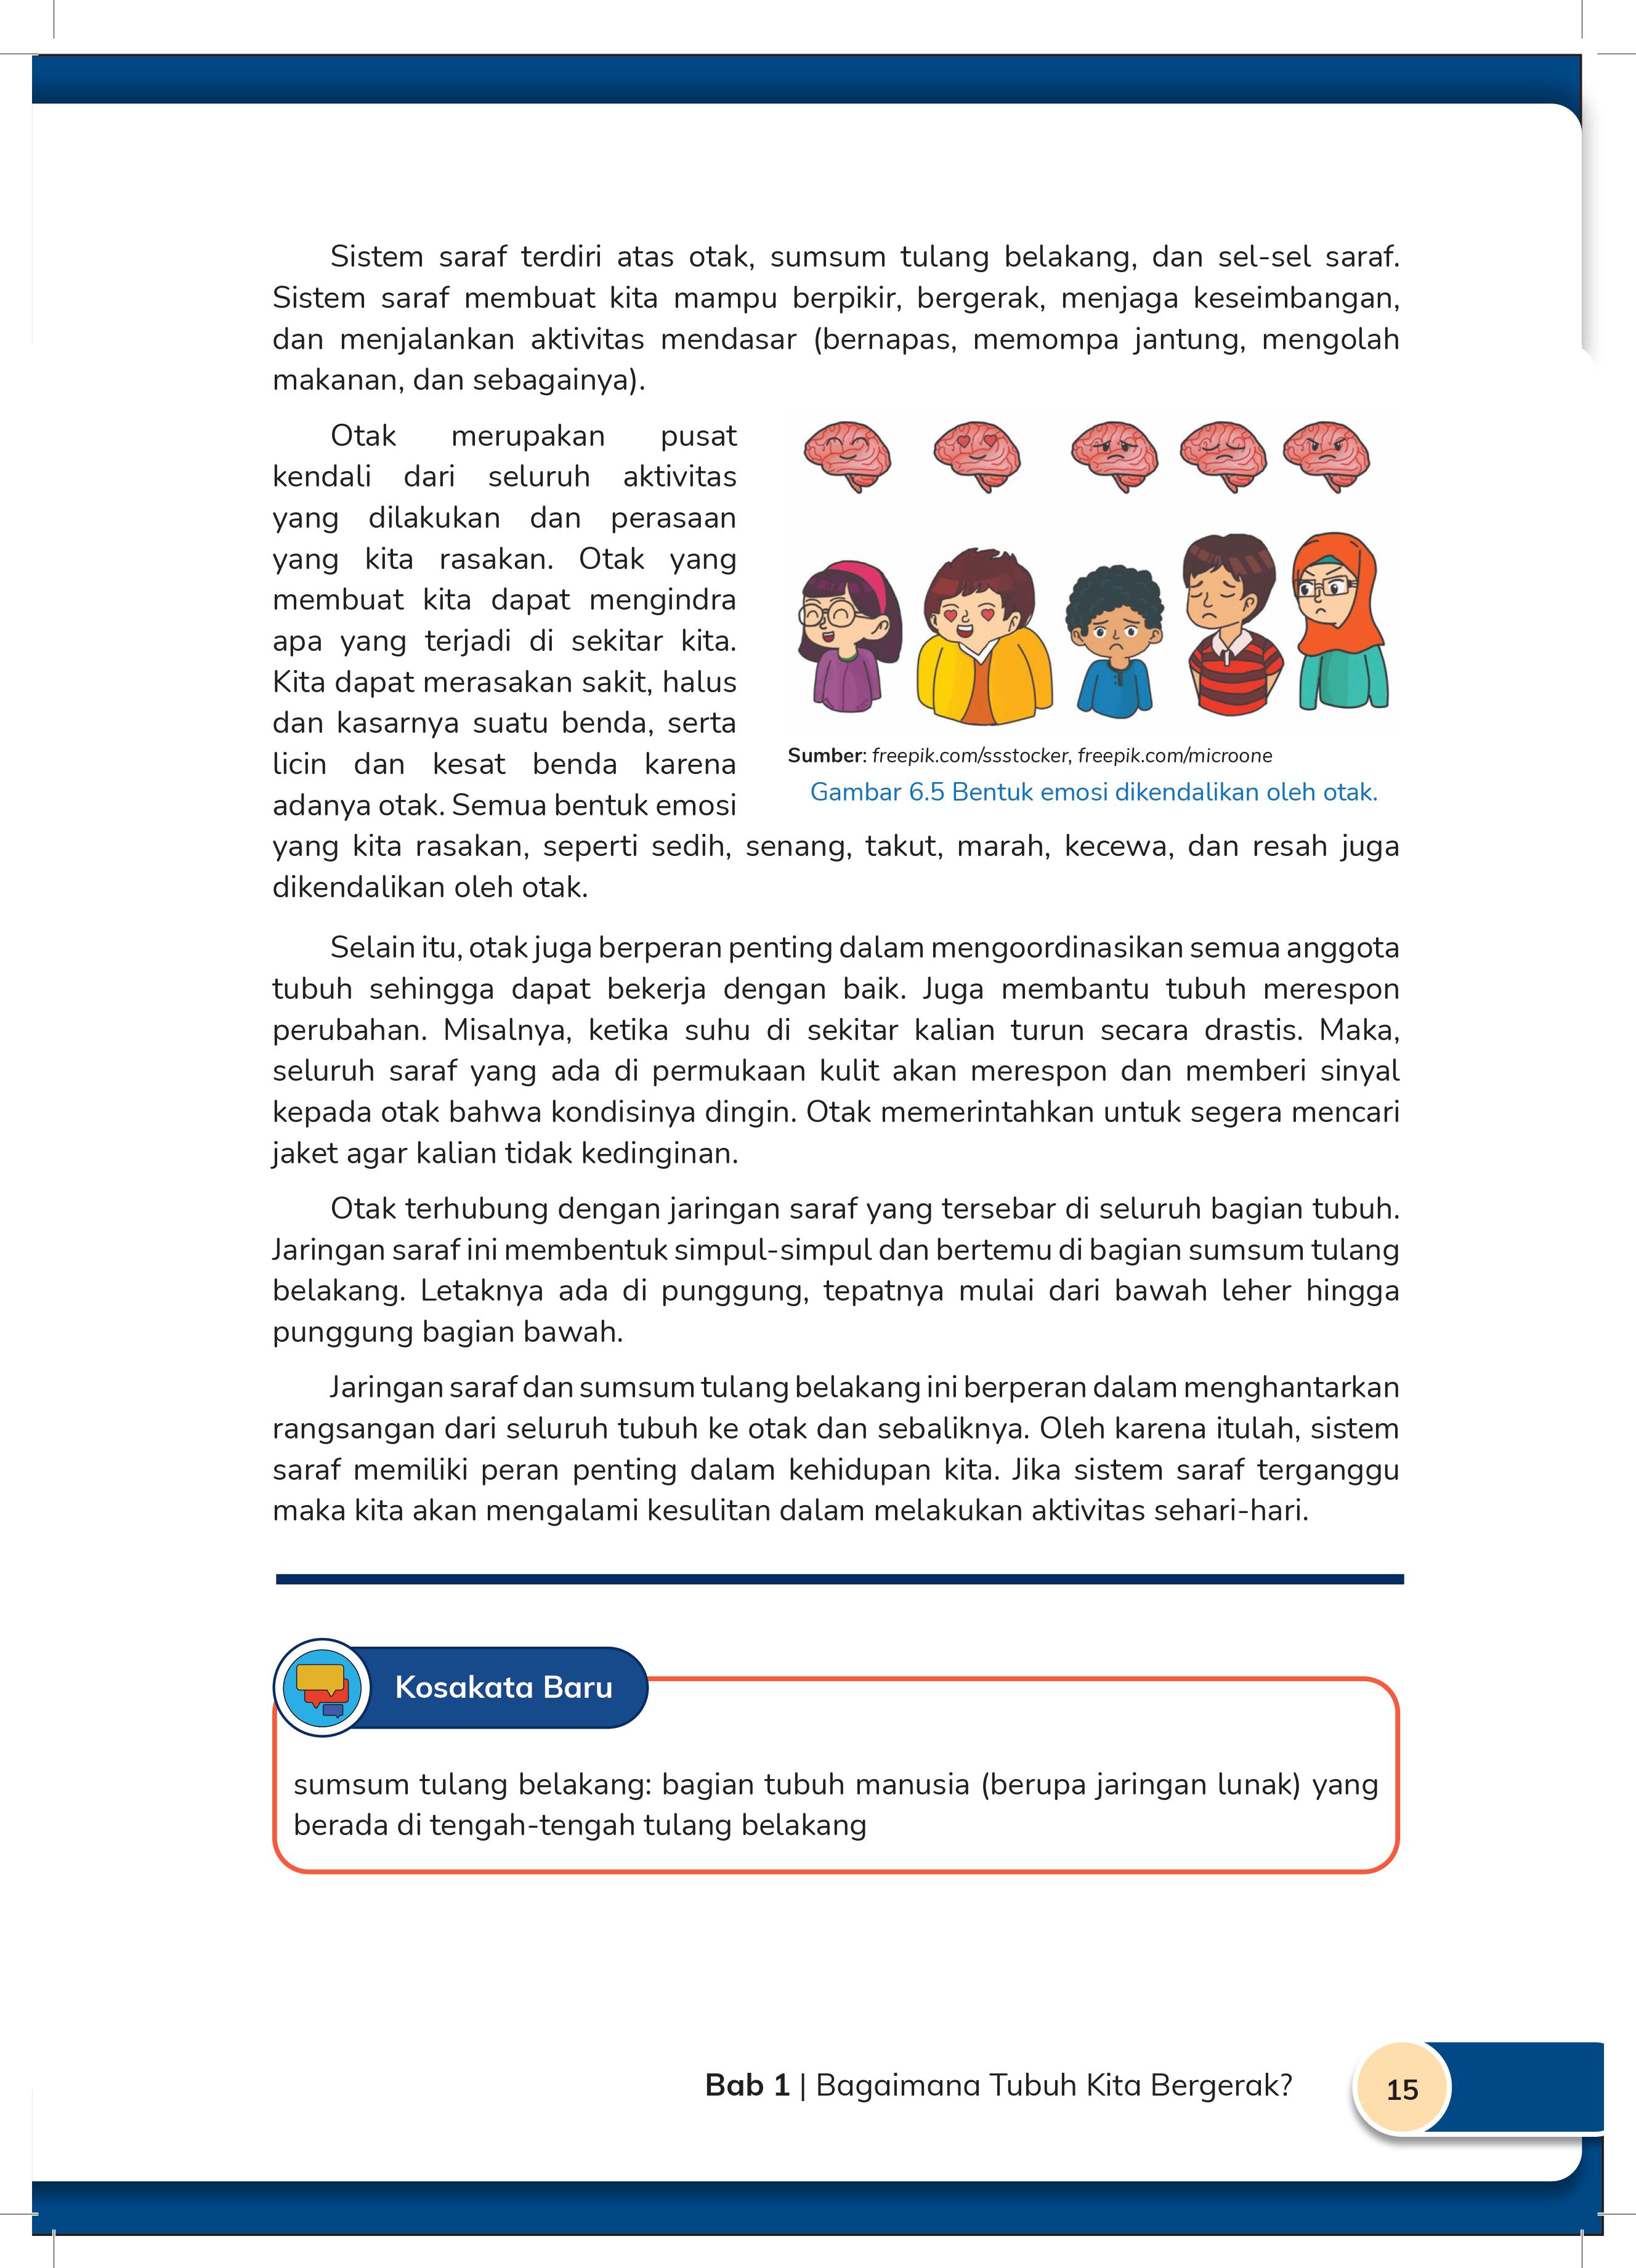 Sistem saraf terdiri atas otak, sumsum tulang belakang, dan sel-sel saraf.
Sistem saraf membuat kita mampu berpikir, bergerak, menjaga keseimbangan,
dan menjalankan aktivitas mendasar (bernapas, memompa jantung, mengolah
makanan, dan sebagainya).
Otak merupakan pusat
kendali dari seluruh aktivitas
yang dilakukan dan perasaan
yang kita rasakan. Otak yang
membuat kita dapat mengindra
apa yang terjadi di sekitar kita.
Kita dapat merasakan sakit, halus
dan kasarnya suatu benda, serta
licin dan kesat benda karena
adanya otak. Semua bentuk emosi
yang kita rasakan, seperti sedih, senang, takut, marah, kecewa, dan resah juga
dikendalikan oleh otak.
Sumber: freepik.com/ssstocker, freepik.com/microone
Gambar 6.5 Bentuk emosi dikendalikan oleh otak.
Selain itu, otak juga berperan penting dalam mengoordinasikan semua anggota
tubuh sehingga dapat bekerja dengan baik. Juga membantu tubuh merespon
perubahan. Misalnya, ketika suhu di sekitar kalian turun secara drastis. Maka,
seluruh saraf yang ada di permukaan kulit akan merespon dan memberi sinyal
kepada otak bahwa kondisinya dingin. Otak memerintahkan untuk segera mencari
jaket agar kalian tidak kedinginan.
Otak terhubung dengan jaringan saraf yang tersebar di seluruh bagian tubuh.
Jaringan saraf ini membentuk simpul-simpul dan bertemu di bagian sumsum tulang
belakang. Letaknya ada di punggung, tepatnya mulai dari bawah leher hingga
punggung bagian bawah.
Jaringan saraf dan sumsum tulang belakang ini berperan dalam menghantarkan
rangsangan dari seluruh tubuh ke otak dan sebaliknya. Oleh karena itulah, sistem
saraf memiliki peran penting dalam kehidupan kita. Jika sistem saraf terganggu
maka kita akan mengalami kesulitan dalam melakukan aktivitas sehari-hari.
Kosakata Baru
sumsum tulang belakang: bagian tubuh manusia (berupa jaringan lunak) yang
berada di tengah-tengah tulang belakang
Bab 1 | Bagaimana Tubuh Kita Bergerak?
15